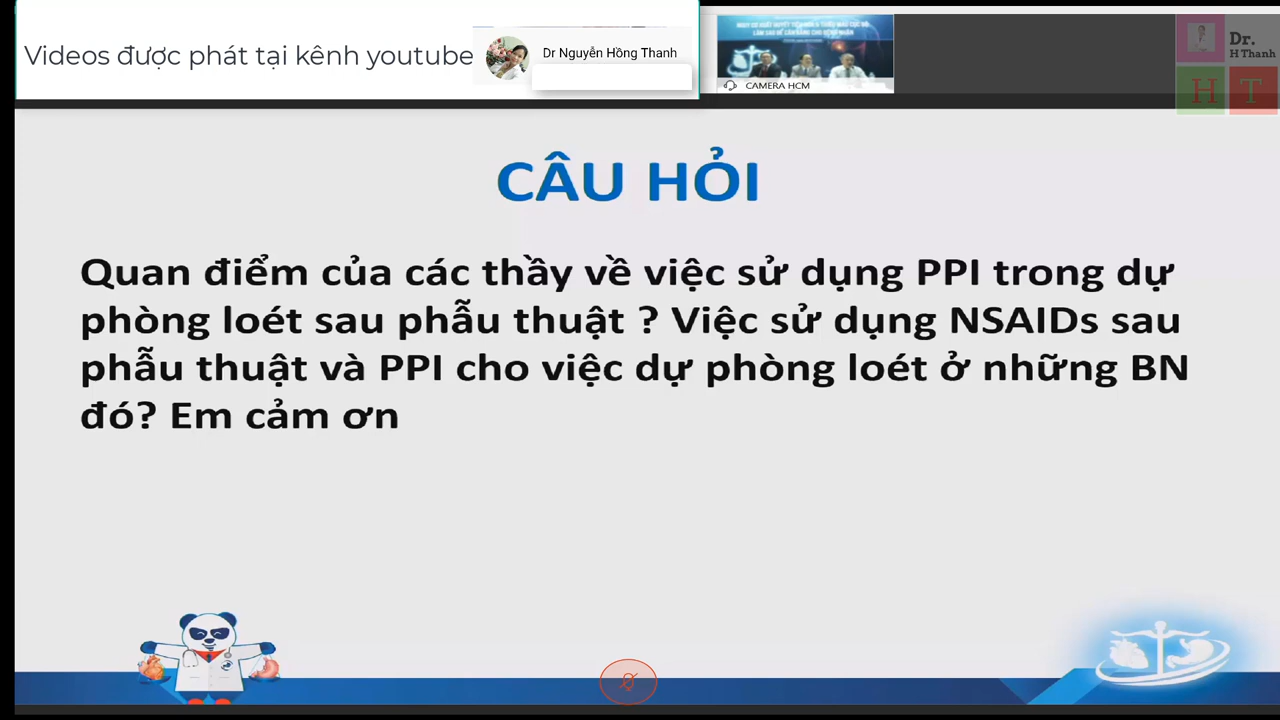 Videos được phát tại kênh youtube
Dr Nguyễn Hồng Thanh
CAMERA HCM
Dr.
H Thanh
H T
CÂU HỎI
Quan điểm của các thầy về việc sử dụng PPI trong dự
phòng loét sau phẫu thuật ? Việc sử dụng NSAIDs sau
phẫu thuật và PPI cho việc dự phòng loét ở những BN
đó? Em cảm ơn